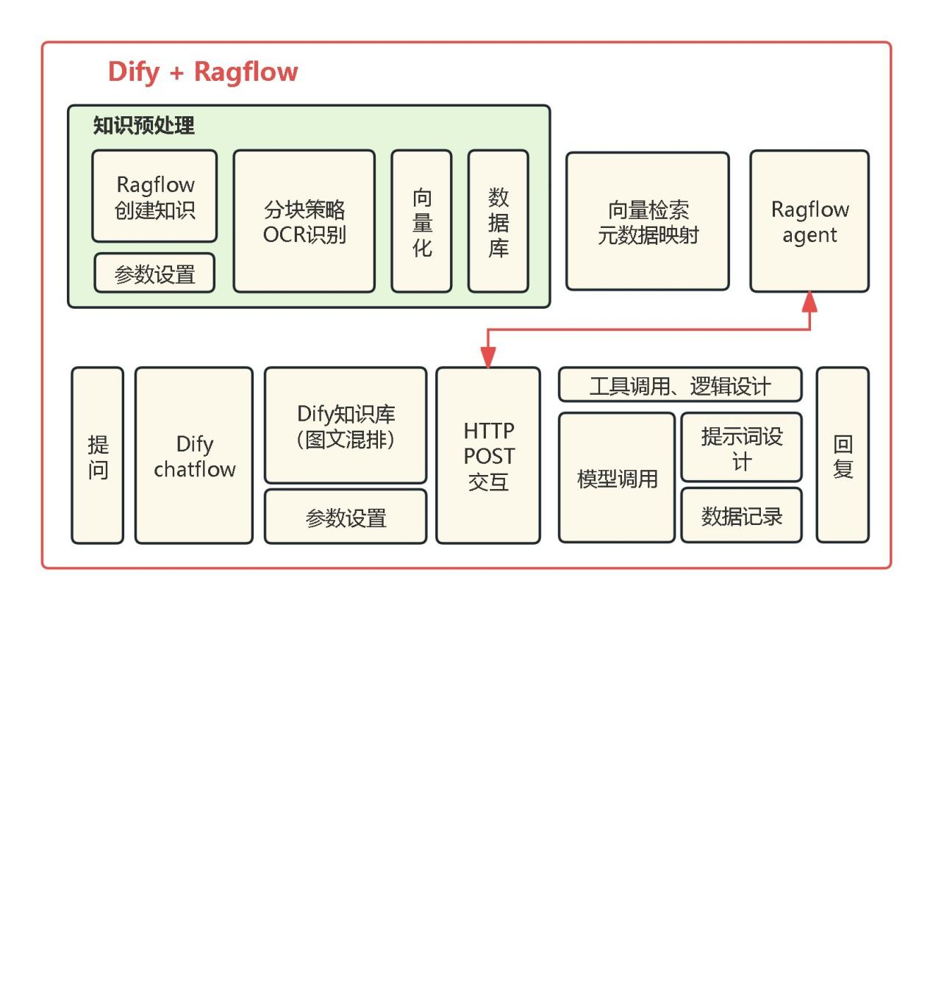 Dify + Ragflow
知识预处理
Ragflow
创建知识
参数设置
分块策略
OCR识别
向
量
化
数
据
库
向量检索
元数据映射
Ragflow
agent
提
问
Dify
chatflow
Dify知识库
（图文混排）
参数设置
HTTP
POST
交互
工具调用、逻辑设计
模型调用
提示词设
计
数据记录
回
复